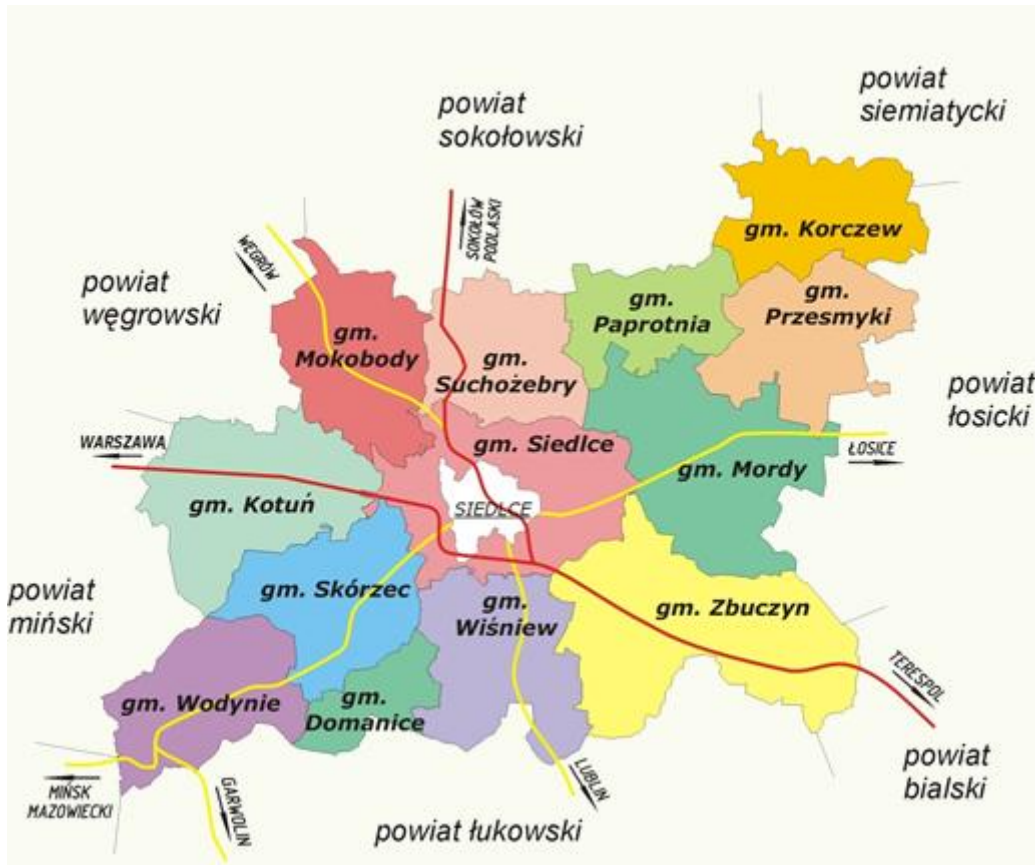 powiat
siemiatycki
powiat
sokołowski
SOKOŁÓW
PODLASKI
WĘGRÓW
gm. Korczew
powiat
węgrowski
gm.
Przesmyki
gm.
Paprotnia
gm.
Mokobody
gm.
Suchożebry
powiat
łosicki
WARSZAWA
gm. Siedlce
ŁOSICE
gm. Mordy
gm. Kotuń
SIEDLCE
powiat
miński
gm. Skórzec
gm.
Wiśniew
gm. Zbuczyn
TERESPOL
gm. Wodynie
gm.
Domanice
powiat
bialski
MIŃSK
MAZOWIECKI
GARWOLIN
LUBLIN
powiat łukowski